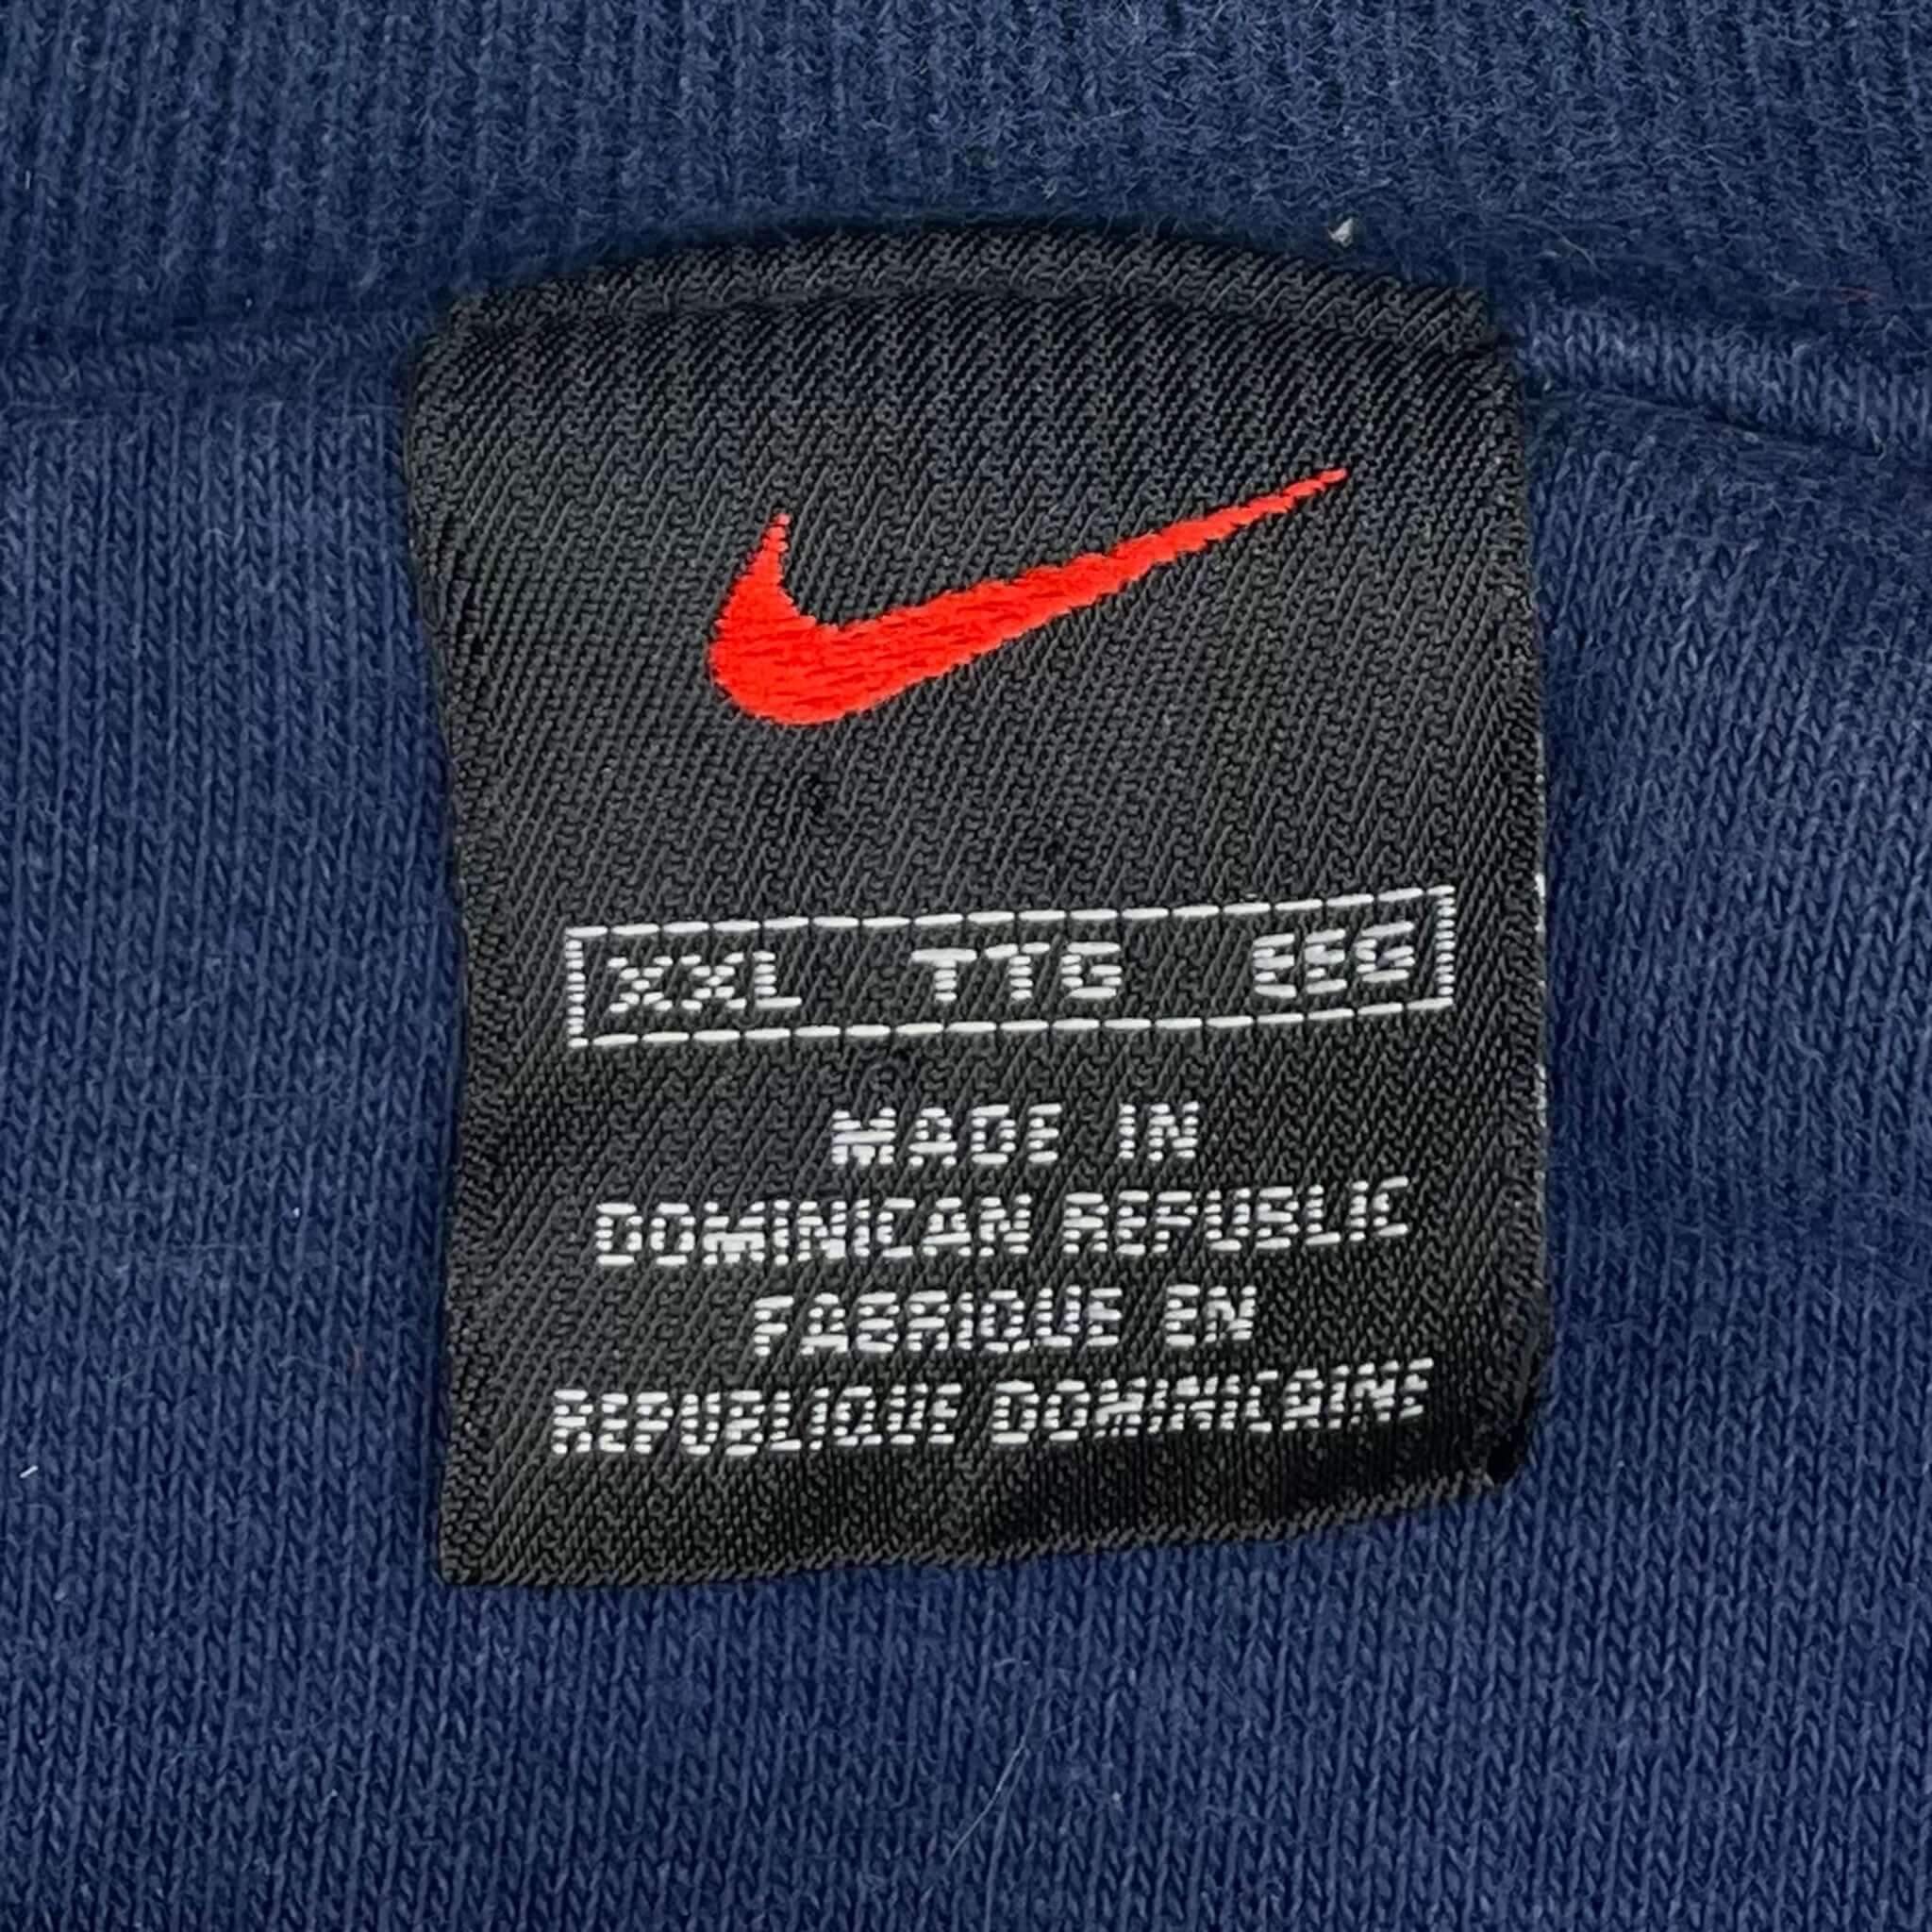 XXL TTG EEG
MADE IN
DOMINICAN REPUBLIC
FABRIQUE EN
REPUBLIQUE DOMINICAINE